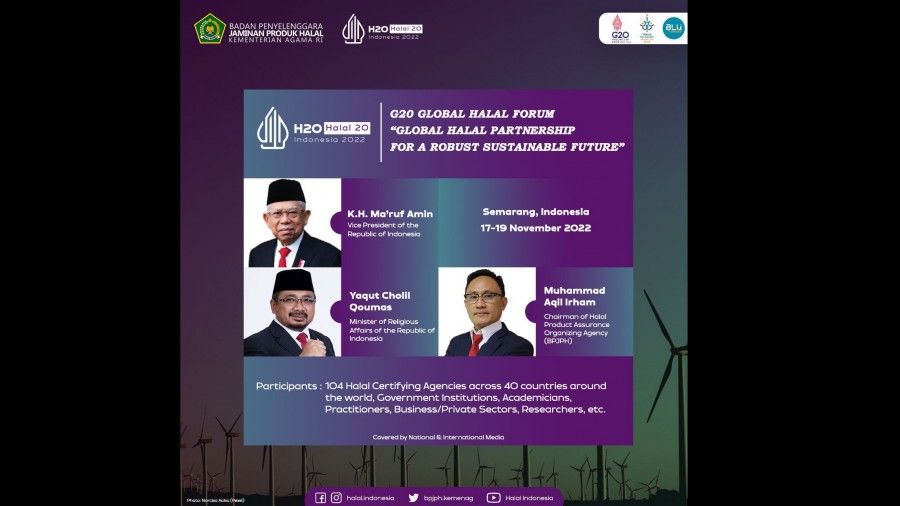 BADAN PENYELENGGARA
JAMINAN PRODUK HALAL
KEMENTERIAN AGAMA RI
H20 Halal 20
Indonesia 2022
G20
BLU
H20 Halal 20
Indonesia 2022
G20 GLOBAL HALAL FORUM
“GLOBAL HALAL PARTNERSHIP
FOR A ROBUST SUSTAINABLE FUTURE”
K.H. Ma'ruf Amin
Vice President of the
Republic of Indonesia
Semarang, Indonesia
17-19 November 2022
Yaqut Cholil
Qoumas
Minister of Religious
Affairs of the Republic of
Indonesia
Muhammad
Aqil Irham
Chairman of Halal
Product Assurance
Organizing Agency
(BPJPH)
Participants : 104 Halal Certifying Agencies across 40 countries around
the world, Government Institutions, Academicians,
Practitioners, Business/Private Sectors, Researchers, etc.
Covered by National & International Media
halal.indonesia
bpjph.kemenag
Halal Indonesia